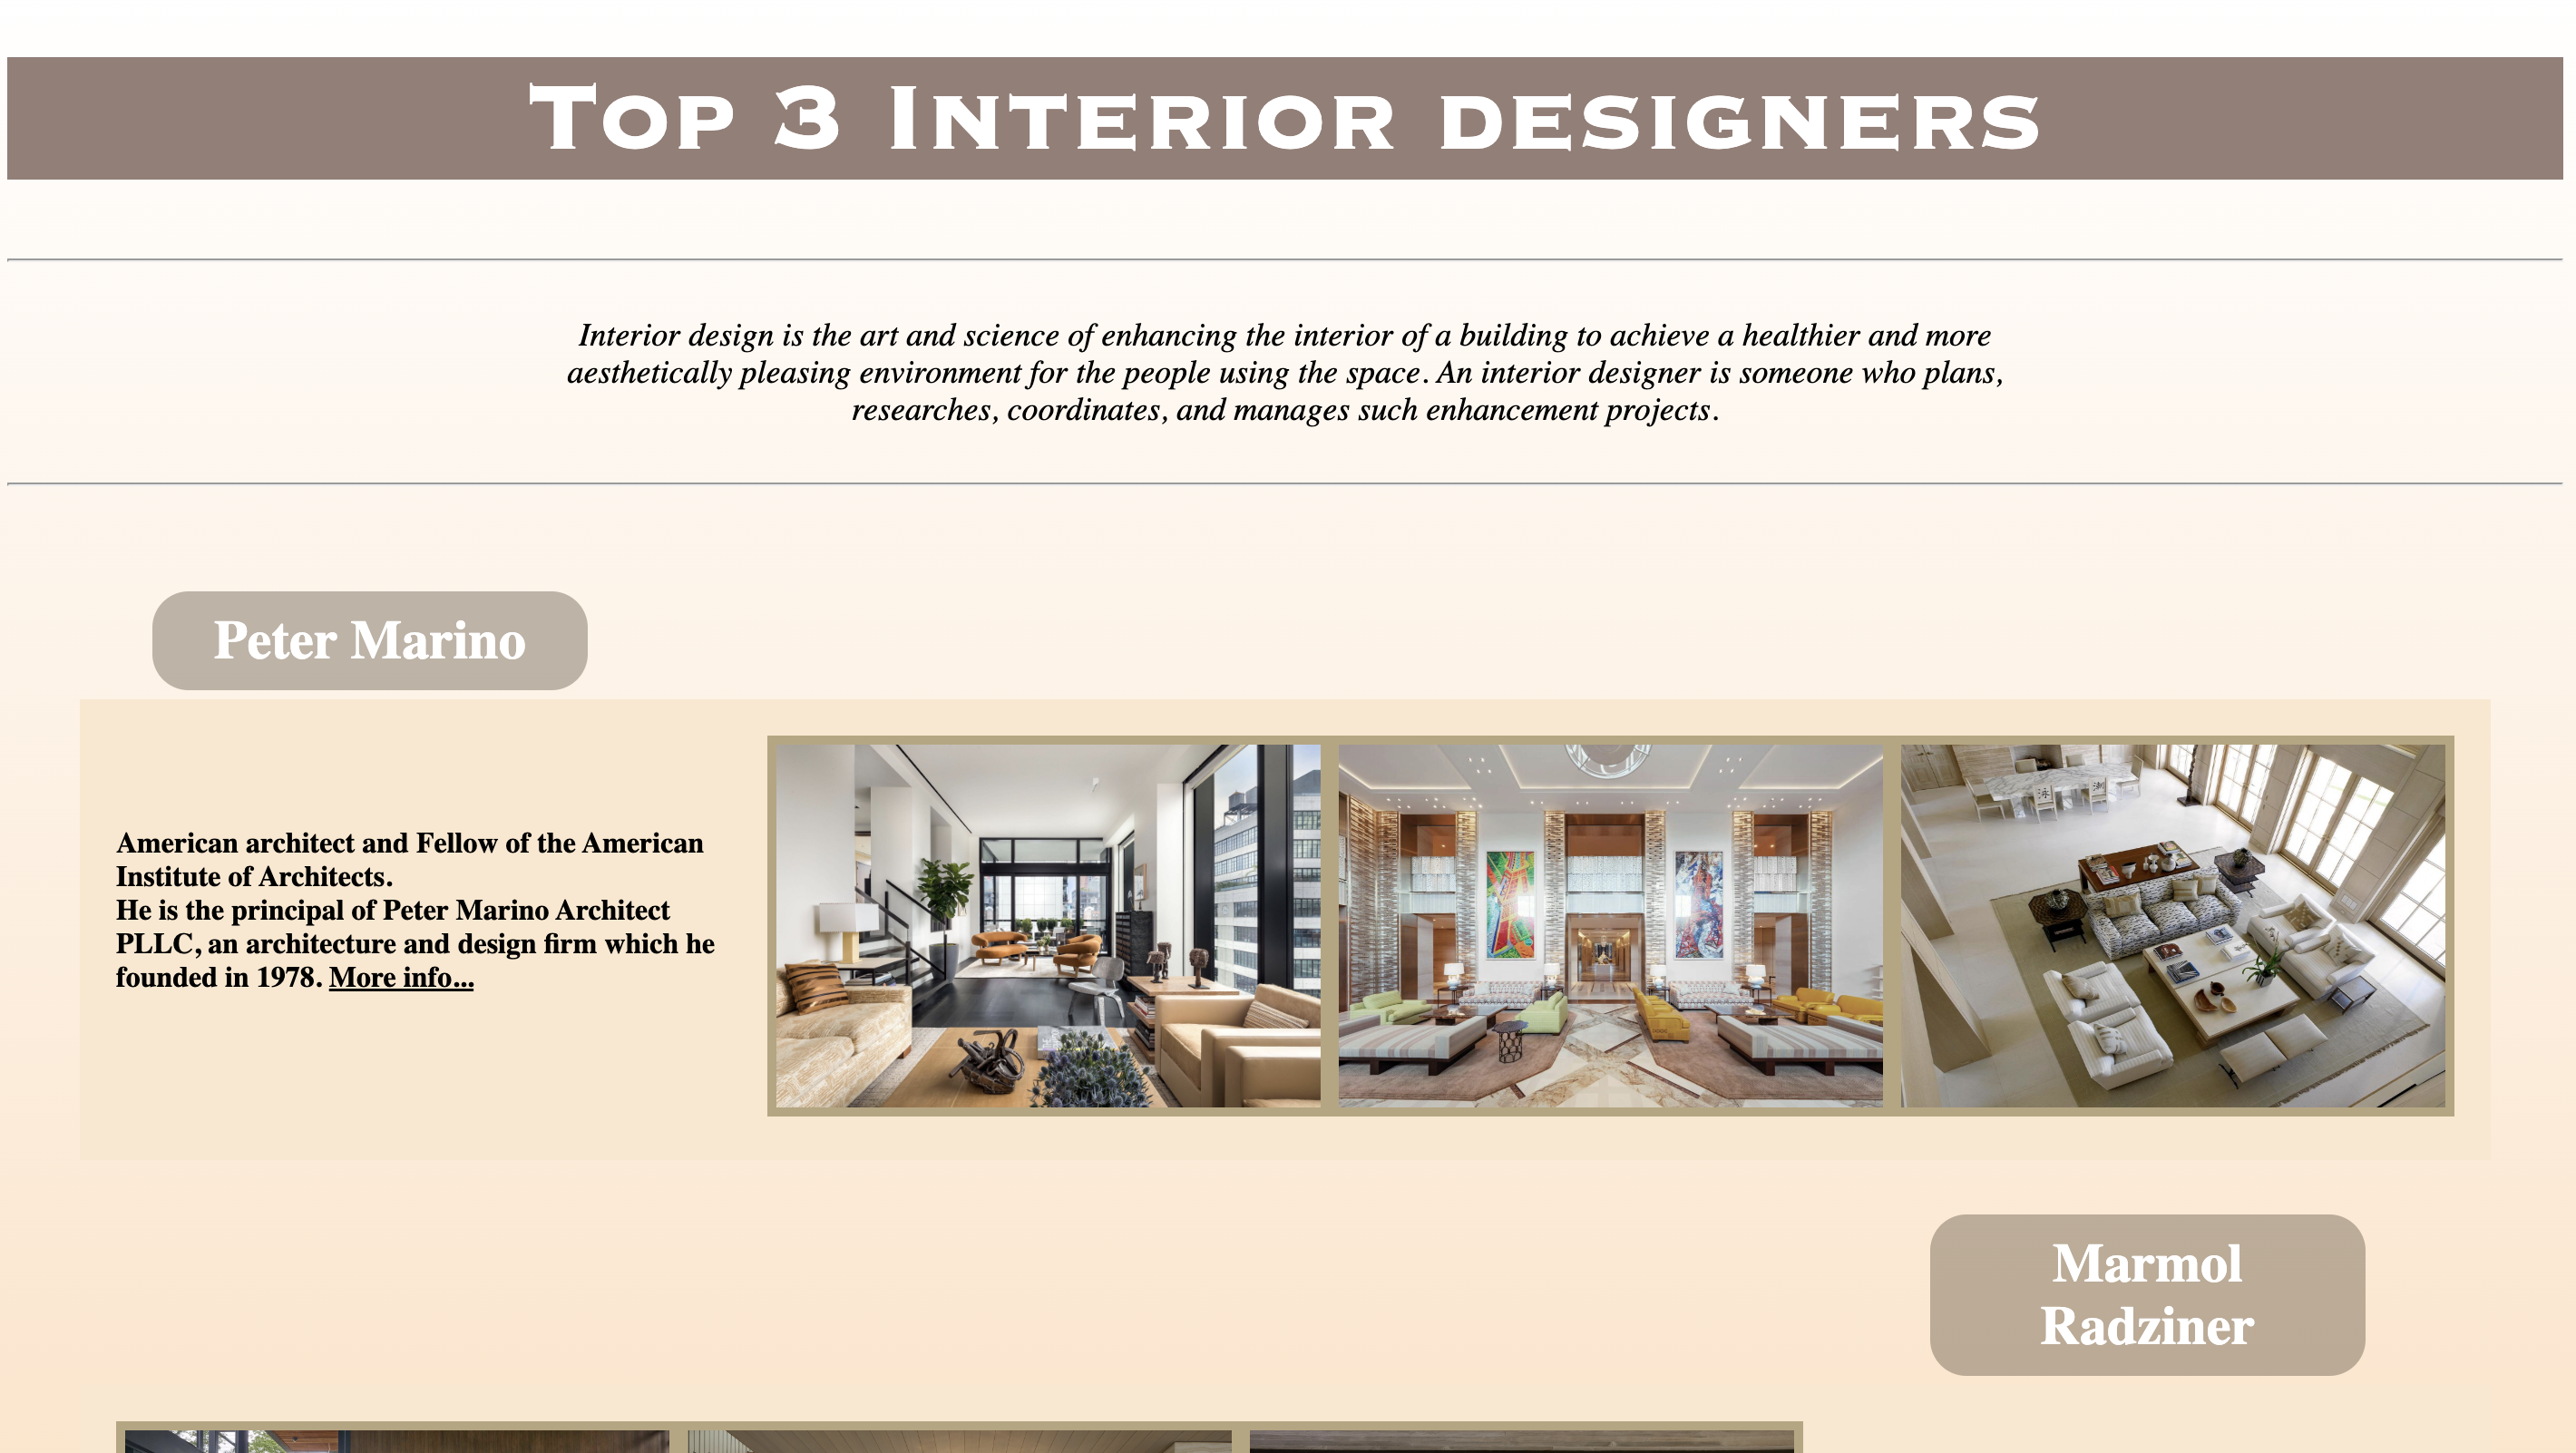 Top 3 Interior designers
Interior design is the art and science of enhancing the interior of a building to achieve a healthier and more
aesthetically pleasing environment for the people using the space. An interior designer is someone who plans,
researches, coordinates, and manages such enhancement projects.
Peter Marino
American architect and Fellow of the American
Institute of Architects.
He is the principal of Peter Marino Architect
PLLC, an architecture and design firm which he
founded in 1978. More info...
Marmol
Radziner